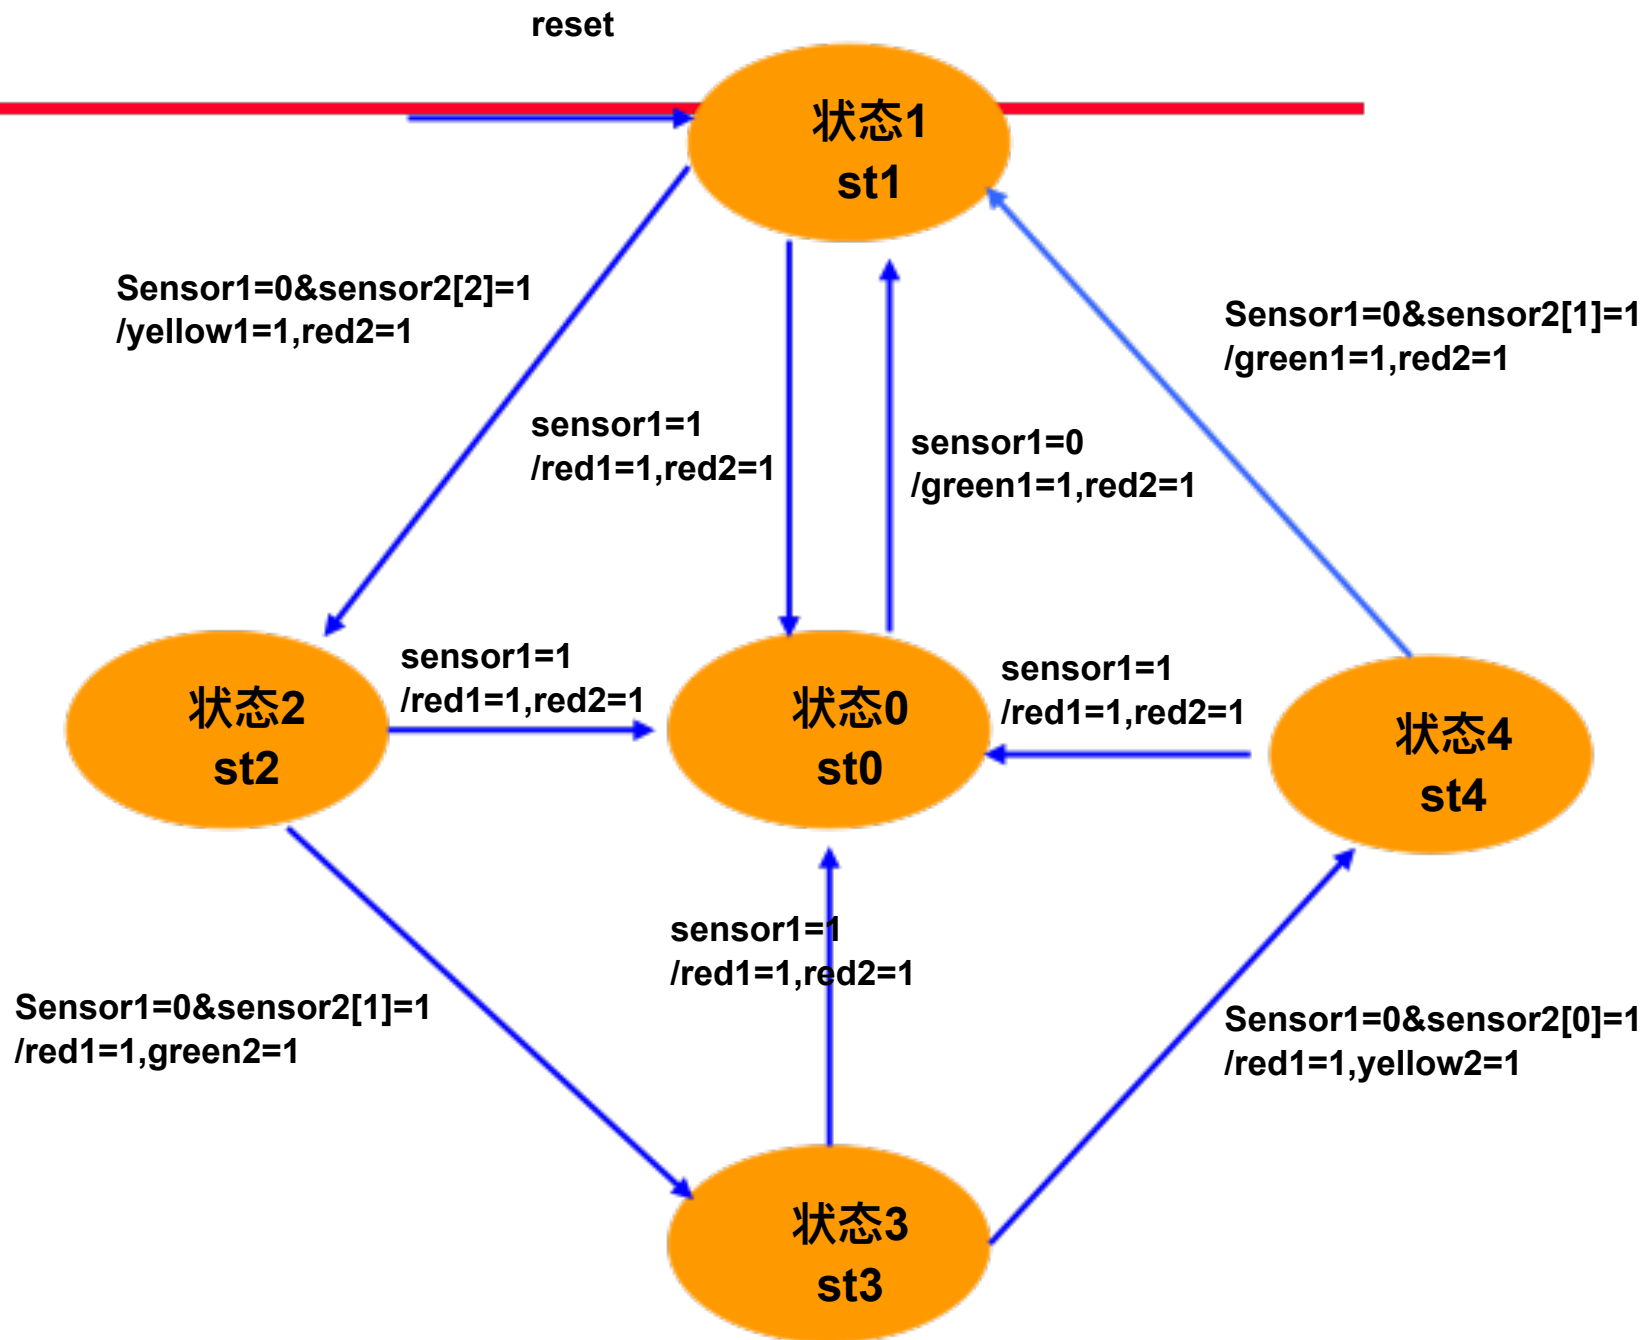 reset
状态1
st1
Sensor1=0&sensor2[2]=1
/yellow1=1,red2=1
Sensor1=0&sensor2[1]=1
/green1=1,red2=1
sensor1=1
/red1=1,red2=1
sensor1=0
/green1=1,red2=1
状态2
st2
sensor1=1
/red1=1,red2=1
状态0
st0
sensor1=1
/red1=1,red2=1
状态4
st4
sensor1=1
/red1=1,red2=1
Sensor1=0&sensor2[1]=1
/red1=1,green2=1
Sensor1=0&sensor2[0]=1
/red1=1,yellow2=1
状态3
st3